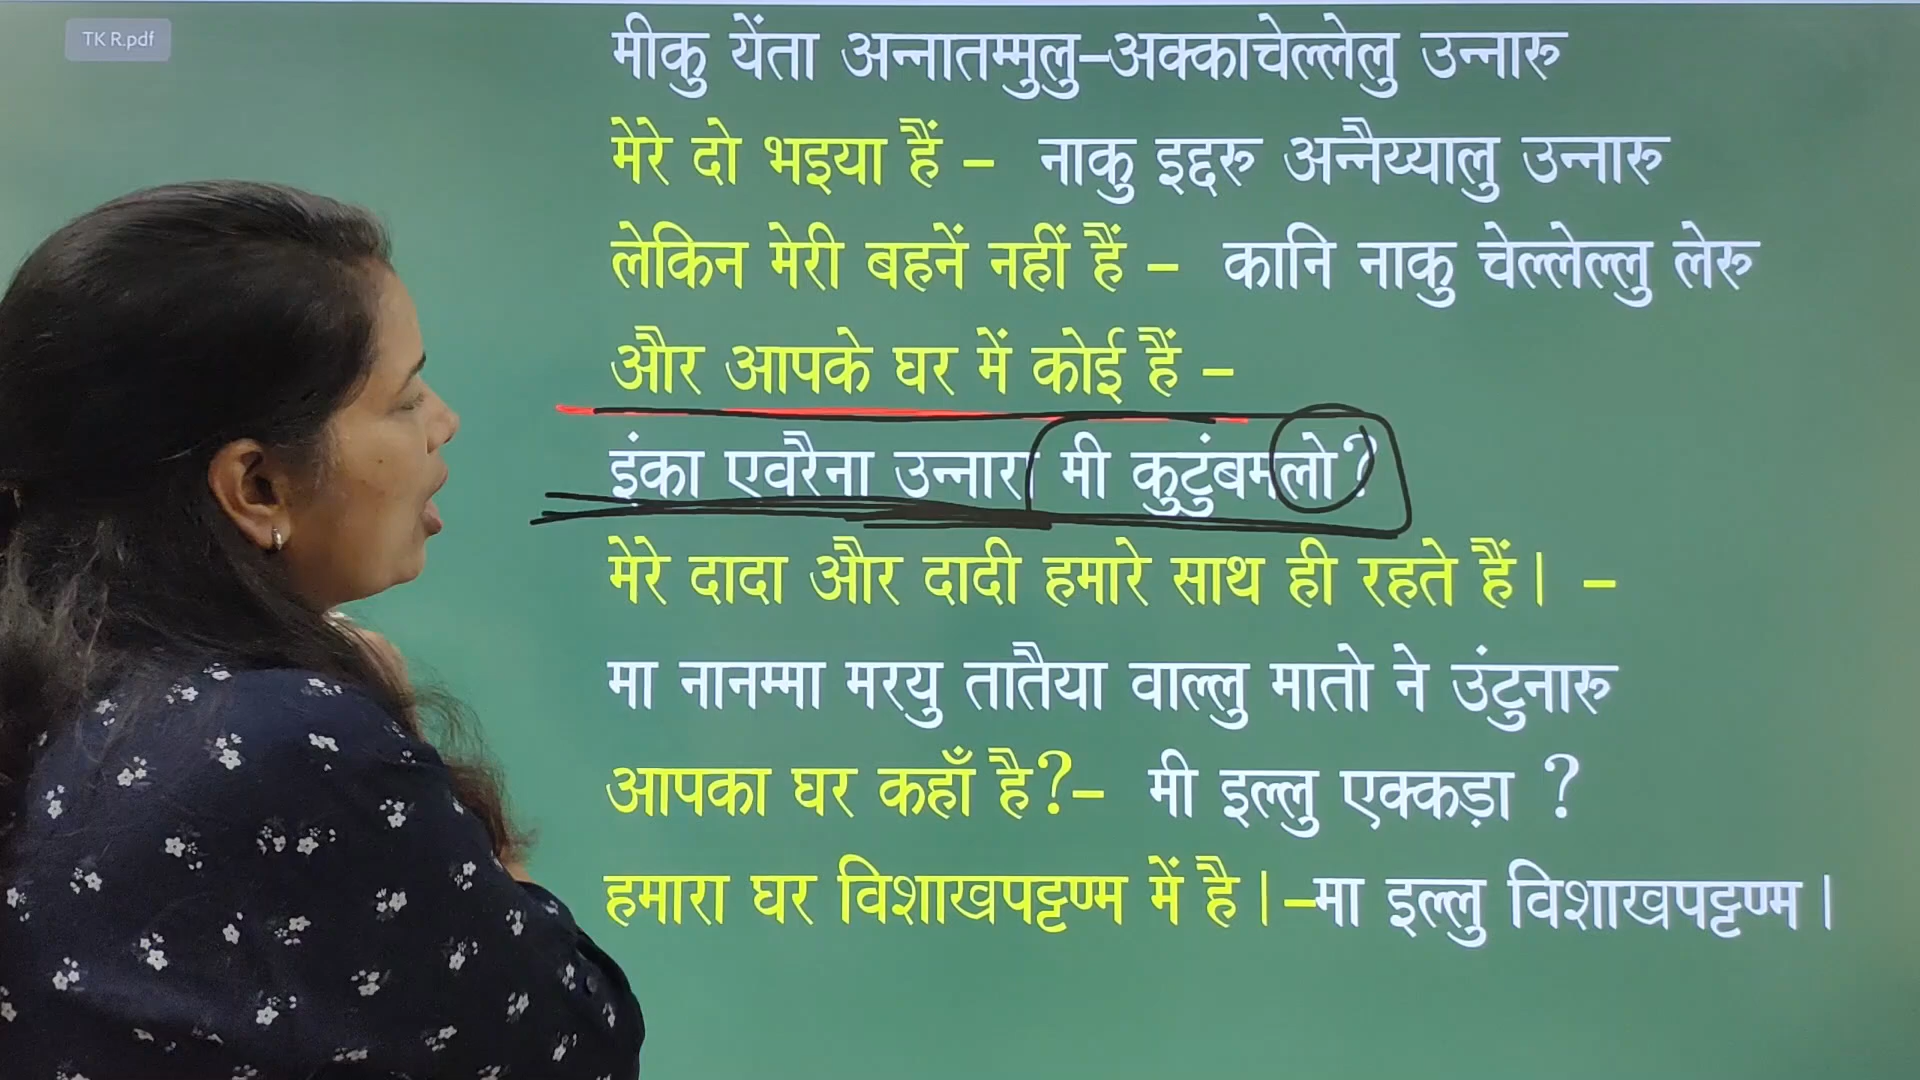 TK R.pdf
मीकु येंता अन्नातम्मुलु-अक्काचेल्लेलु उन्नारु
मेरे दो भइया हैं - नाकु इद्दरु अन्नैय्यालु उन्नारु
लेकिन मेरी बहनें नहीं हैं - कानि नाकु चेल्लेल्लु लेरु
और आपके घर में कोई हैं -
इंका एवरैना उन्नारा मी कुटुंबमलो?
मेरे दादा और दादी हमारे साथ ही रहते हैं। -
मा नानम्मा मरयु तातैया वाल्लु मातो ने उंटुनारु
आपका घर कहाँ है?- मी इल्लु एक्कड़ा ?
हमारा घर विशाखपट्टण्म में है।-मा इल्लु विशाखपट्टण्म।